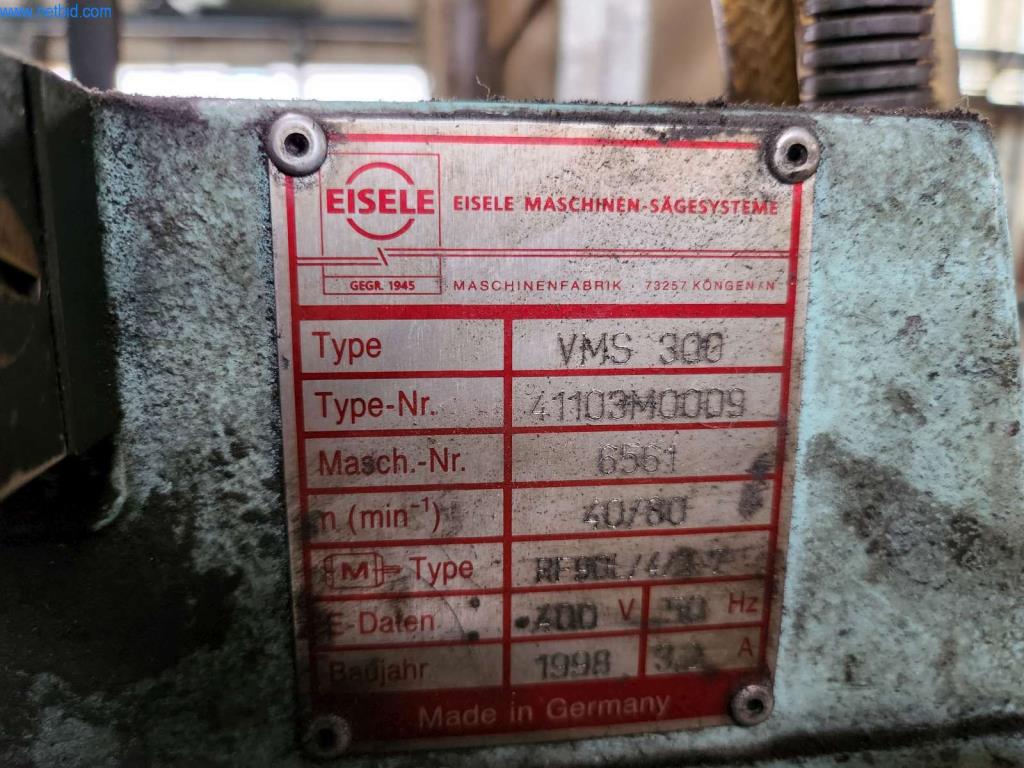 www.netbid.com
EISELE
EISELE MASCHINEN-SÄGESYSTEME
GEGR. 1945
MASCHINENFABRIK · 73257 KÖNGEN/N
Type VMS 300
Type-Nr. 41103M0009
Masch.-Nr. 6561
n (min⁻¹) 40/80
M Type
E-Daten 400 V 50 Hz
Baujahr 1998 A
Made in Germany